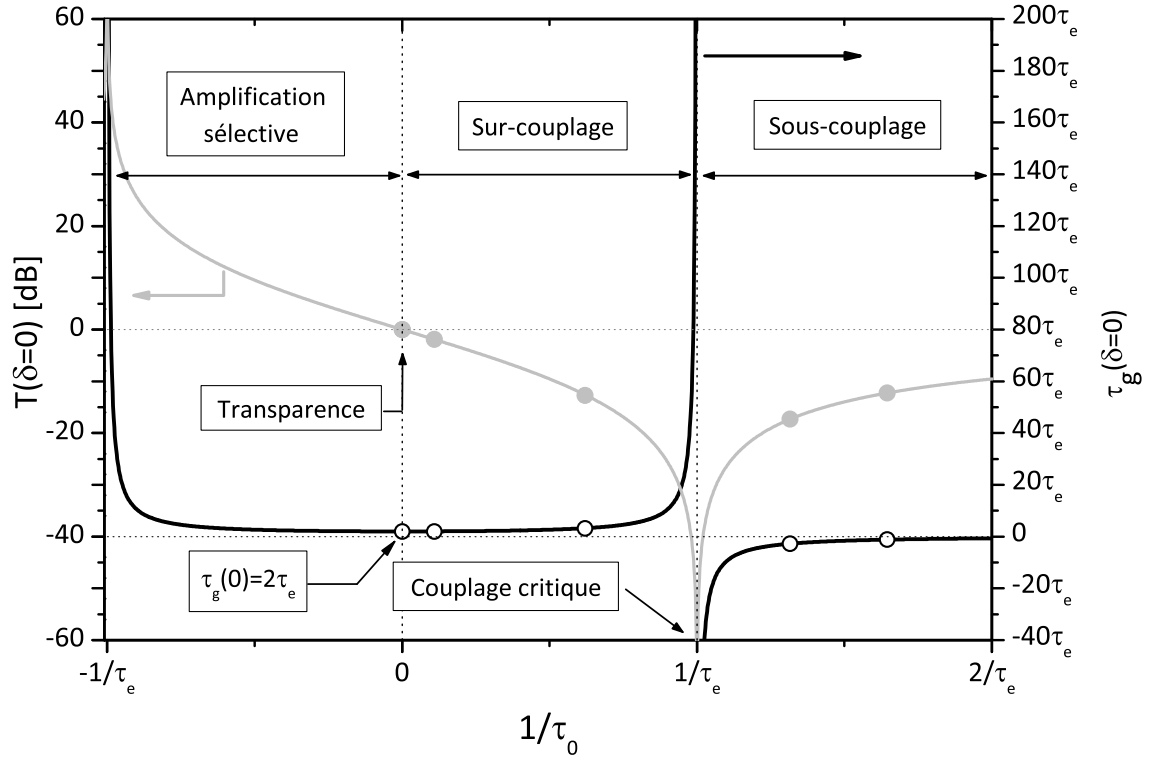 60
40
20
0
-20
-40
-60
T(δ=0) [dB]
200τe
180τe
160τe
140τe
120τe
100τe
80τe
60τe
40τe
20τe
0
-20τe
-40τe
τg(δ=0)
Amplification
sélective
Sur-couplage
Sous-couplage
Transparence
τg(0)=2τe
Couplage critique
-1/τe
0
1/τe
2/τe
1/τ0